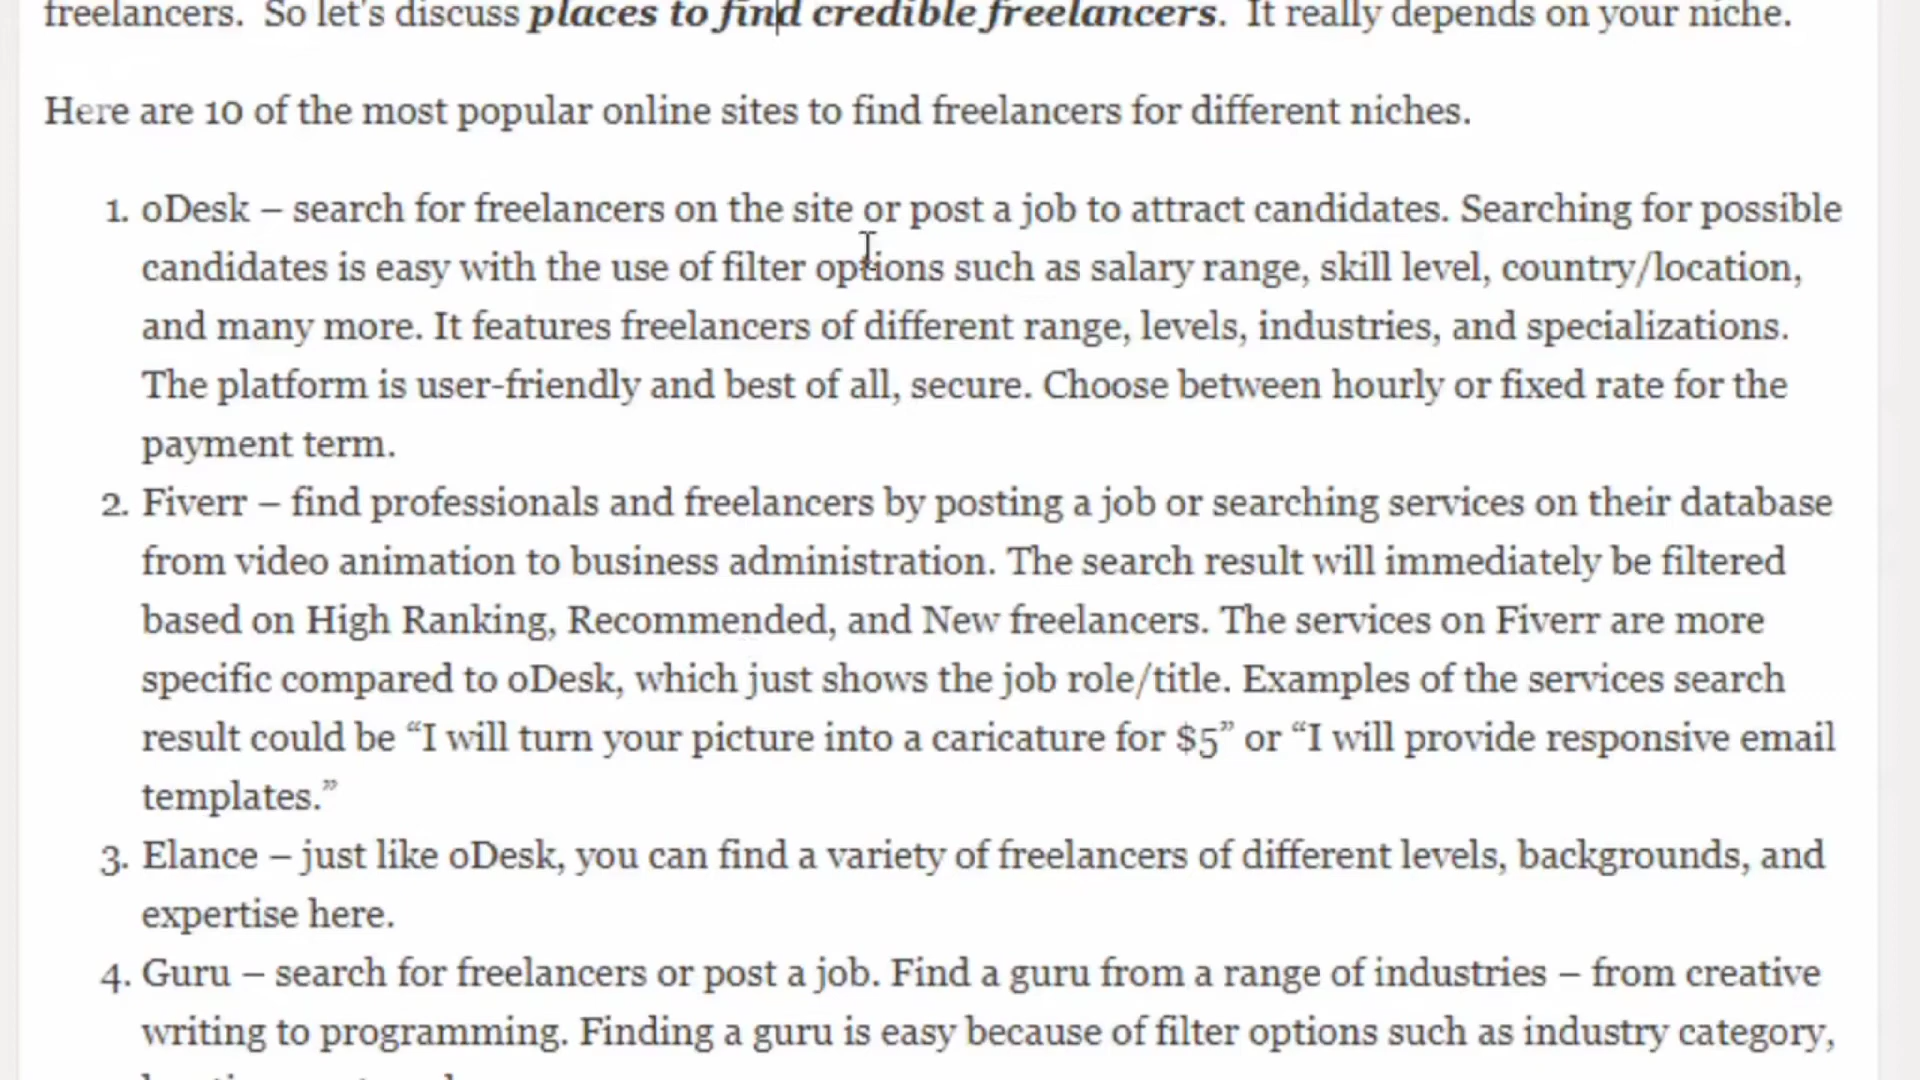 freelancers. So let's discuss places to find credible freelancers. It really depends on your niche.
Here are 10 of the most popular online sites to find freelancers for different niches.
1. oDesk – search for freelancers on the site or post a job to attract candidates. Searching for possible
candidates is easy with the use of filter options such as salary range, skill level, country/location,
and many more. It features freelancers of different range, levels, industries, and specializations.
The platform is user-friendly and best of all, secure. Choose between hourly or fixed rate for the
payment term.
2. Fiverr – find professionals and freelancers by posting a job or searching services on their database
from video animation to business administration. The search result will immediately be filtered
based on High Ranking, Recommended, and New freelancers. The services on Fiverr are more
specific compared to oDesk, which just shows the job role/title. Examples of the services search
result could be “I will turn your picture into a caricature for $5” or “I will provide responsive email
templates.”
3. Elance – just like oDesk, you can find a variety of freelancers of different levels, backgrounds, and
expertise here.
4. Guru – search for freelancers or post a job. Find a guru from a range of industries – from creative
writing to programming. Finding a guru is easy because of filter options such as industry category,